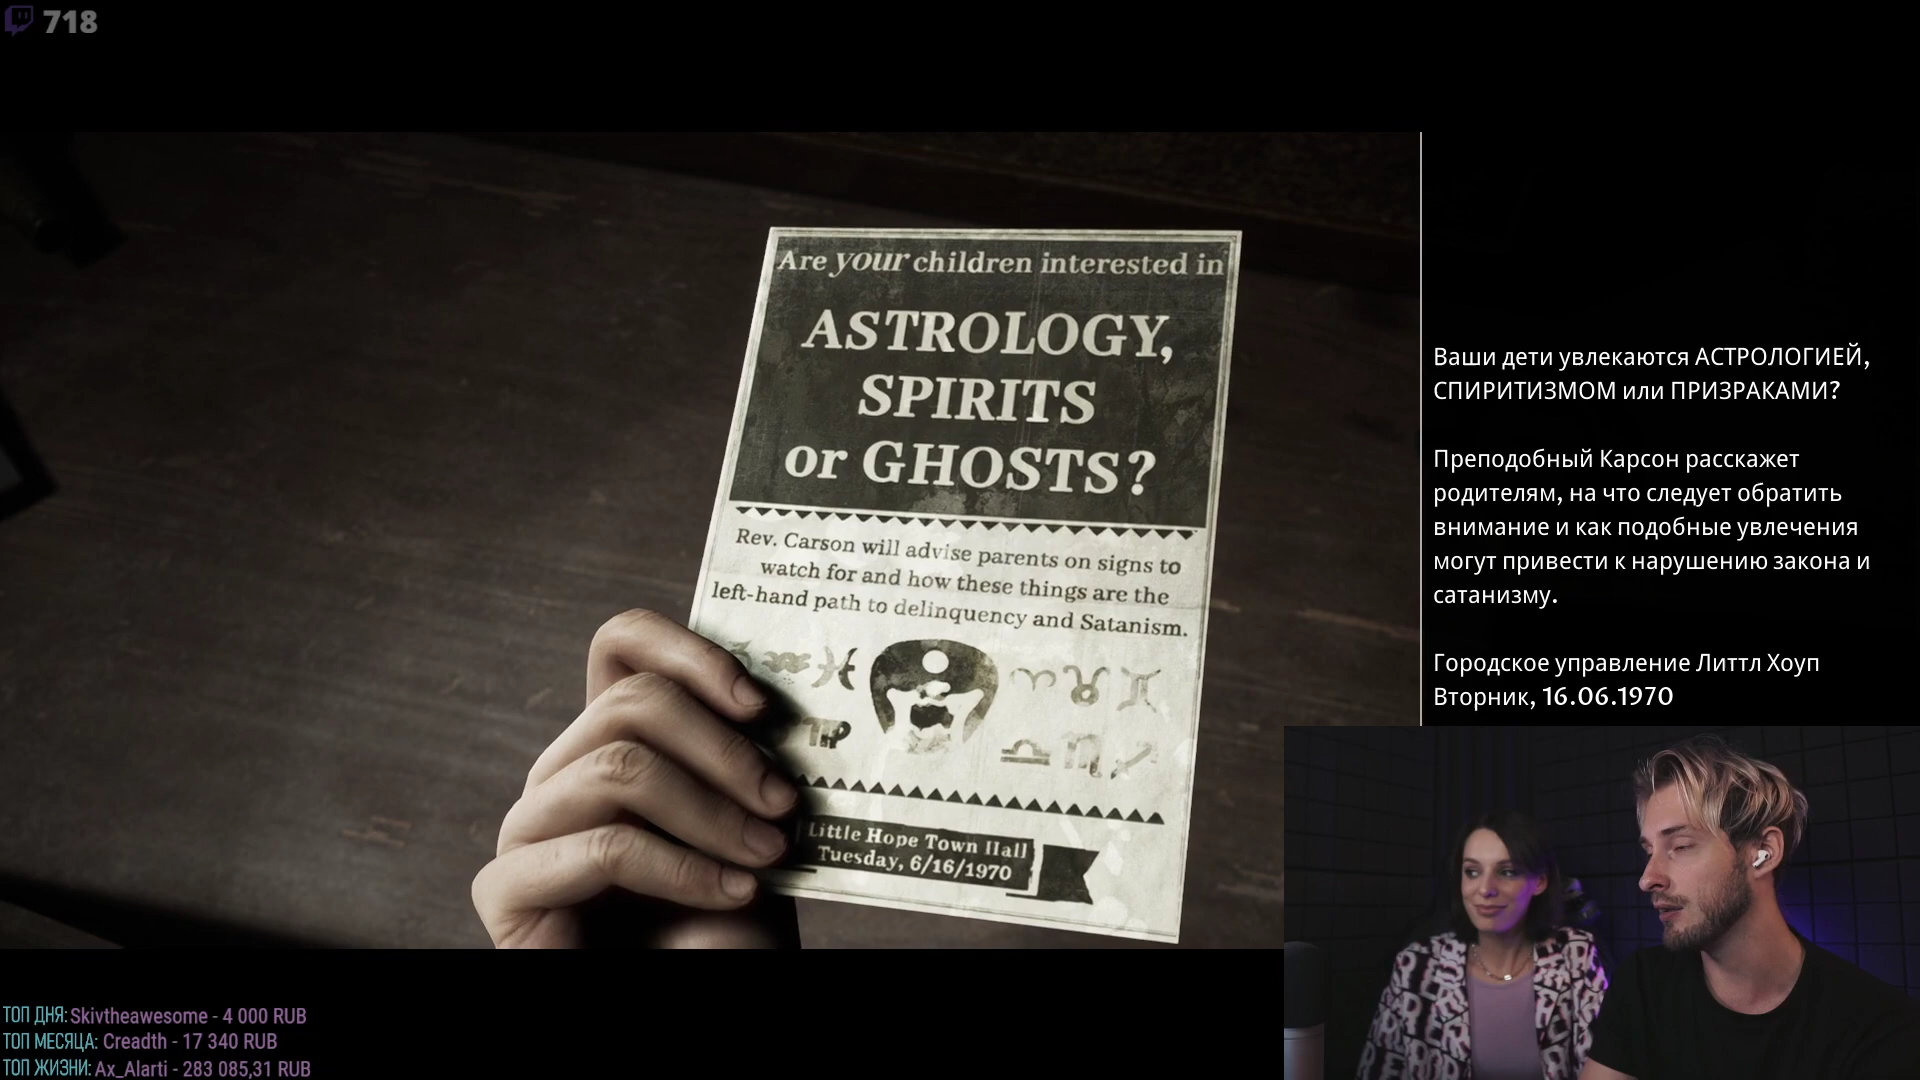 718
Are your children interested in
ASTROLOGY,
SPIRITS
or GHOSTS?
Rev. Carson will advise parents on signs to
watch for and how these things are the
left-hand path to delinquency and Satanism.
Little Hope Town Hall
Tuesday, 6/16/1970
Ваши дети увлекаются АСТРОЛОГИЕЙ,
СПИРИТИЗМОМ или ПРИЗРАКАМИ?
Преподобный Карсон расскажет
родителям, на что следует обратить
внимание и как подобные увлечения
могут привести к нарушению закона и
сатанизму.
Городское управление Литтл Хоуп
Вторник, 16.06.1970
ТОП ДНЯ: Skivtheawesome - 4 000 RUB
ТОП МЕСЯЦА: Creadth - 17 340 RUB
ТОП ЖИЗНИ: Ax_Alarti - 283 085,31 RUB